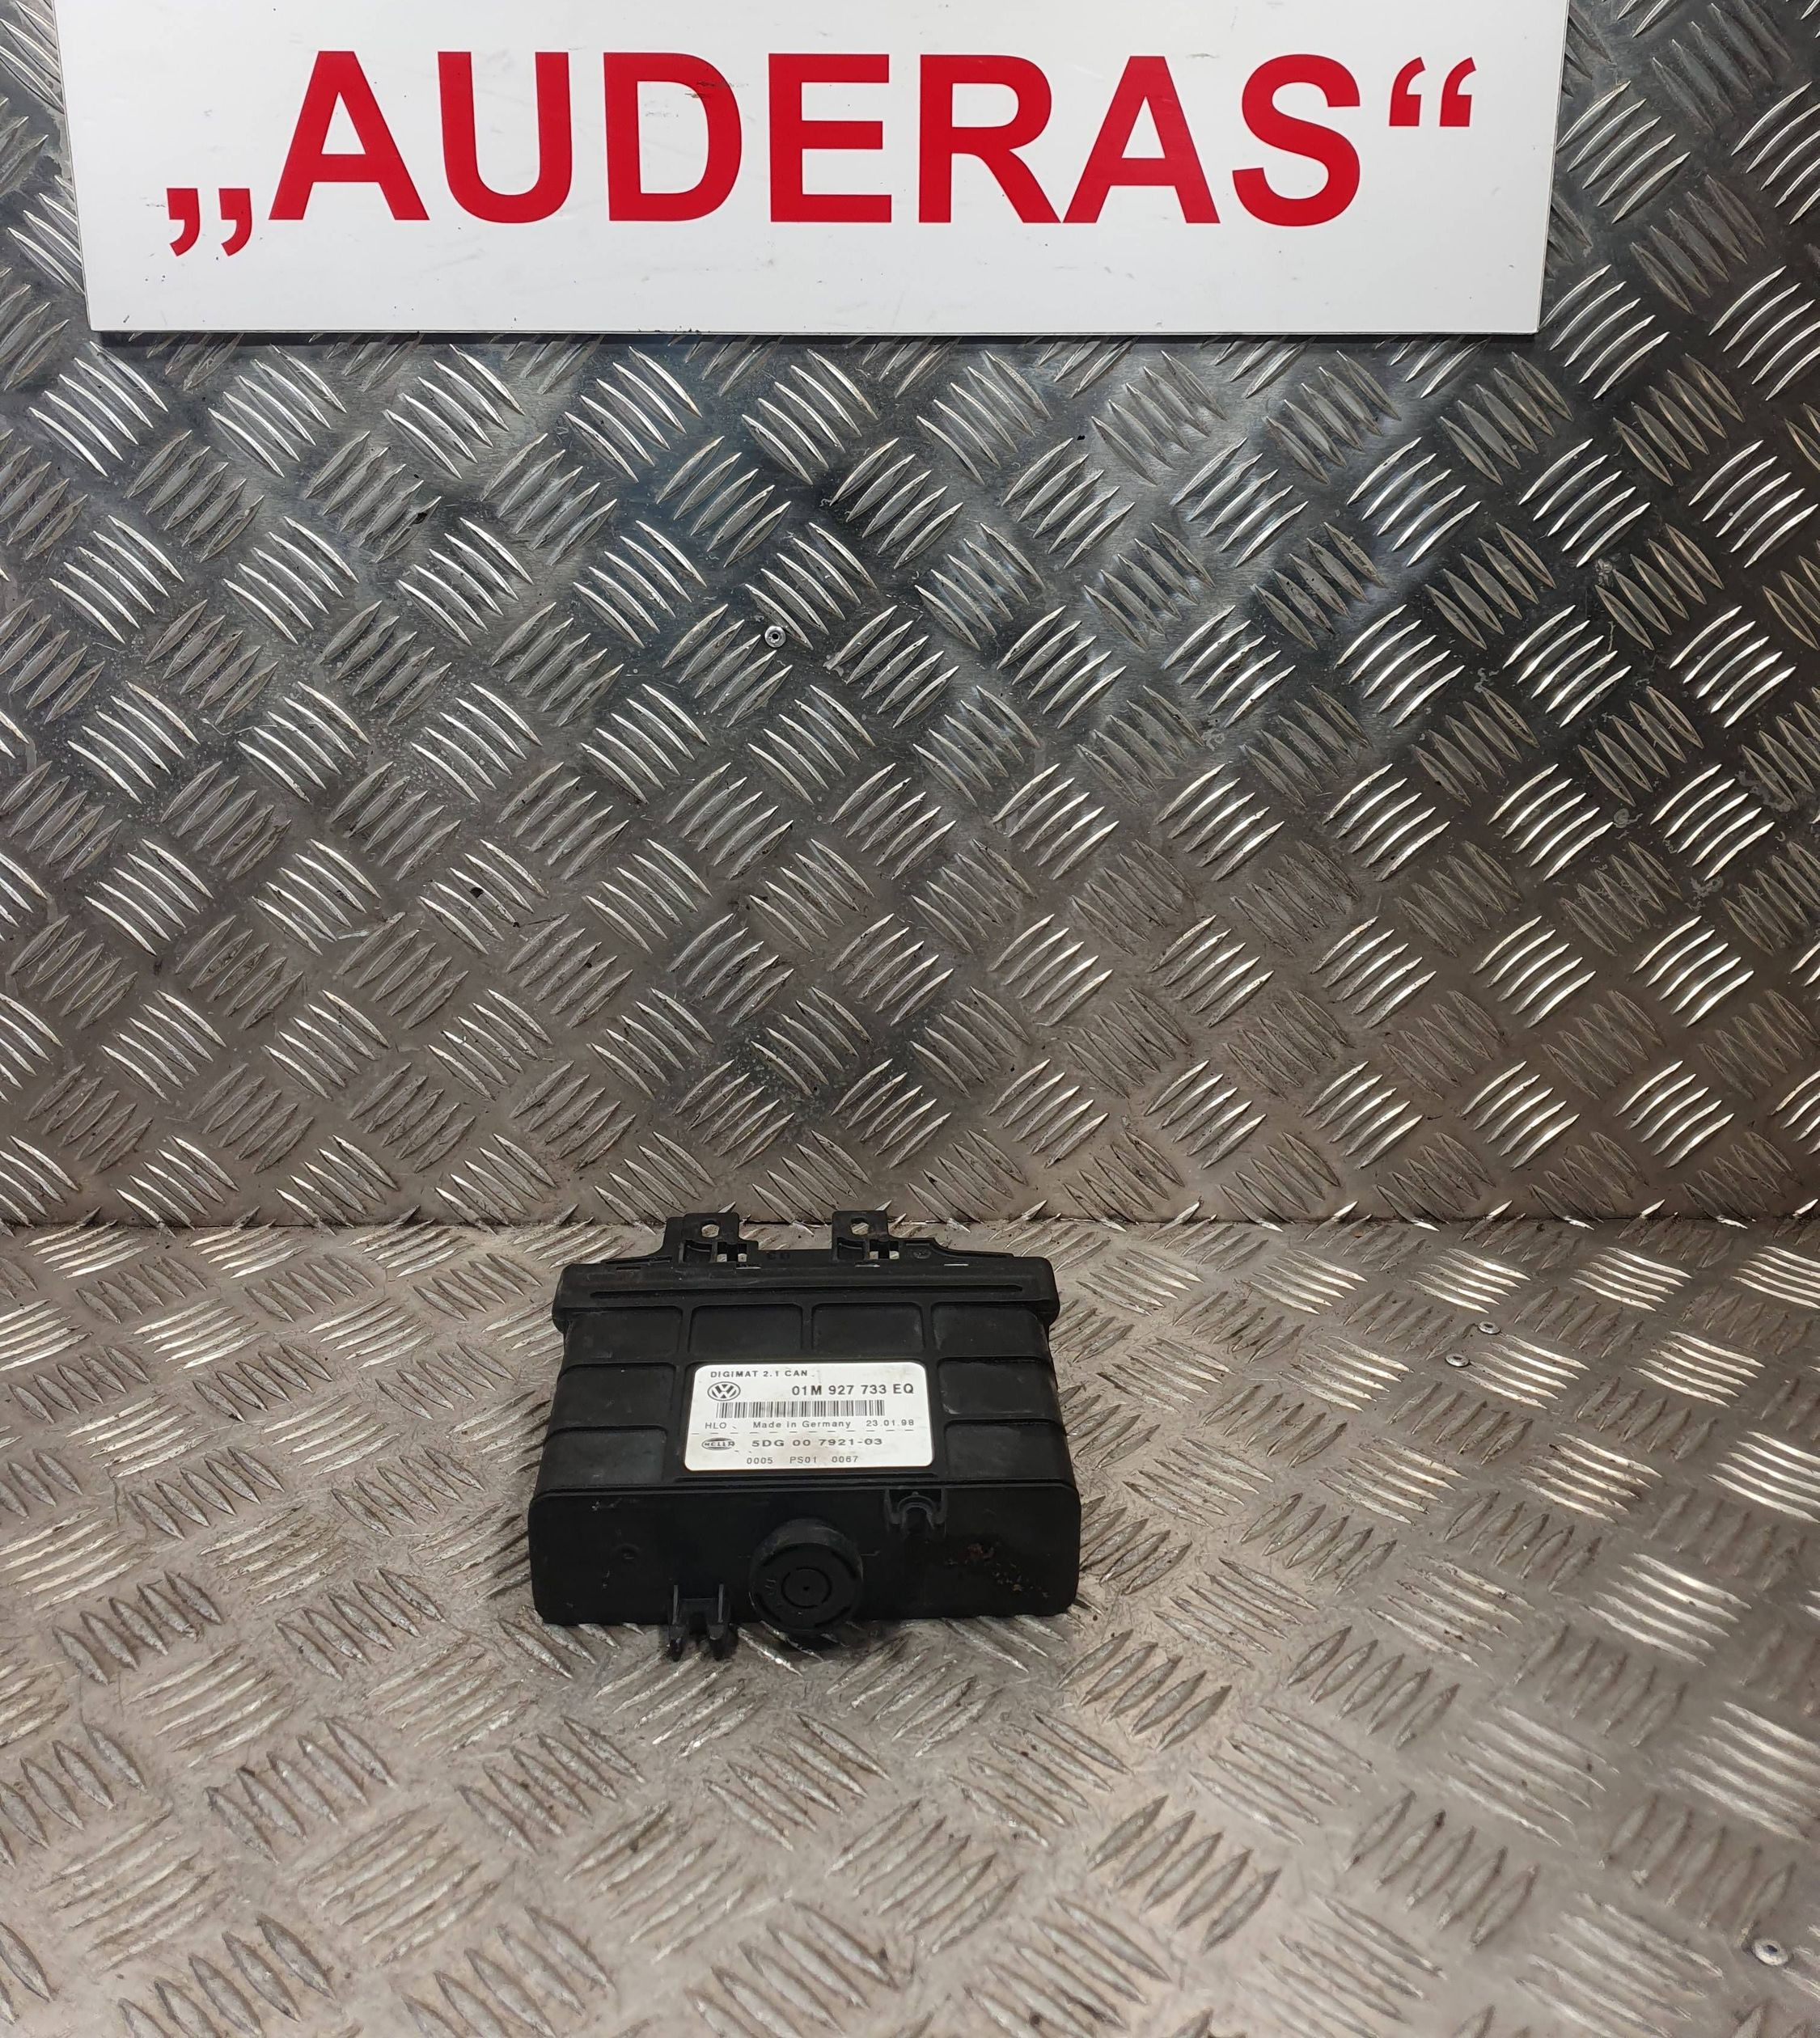 „AUDERAS“
DIGIMAT 2.1 CAN
01M 927 733 EQ
HLO Made in Germany 23.01.98
HELLA 5DG 00 7921-03
0005 PS01 0067